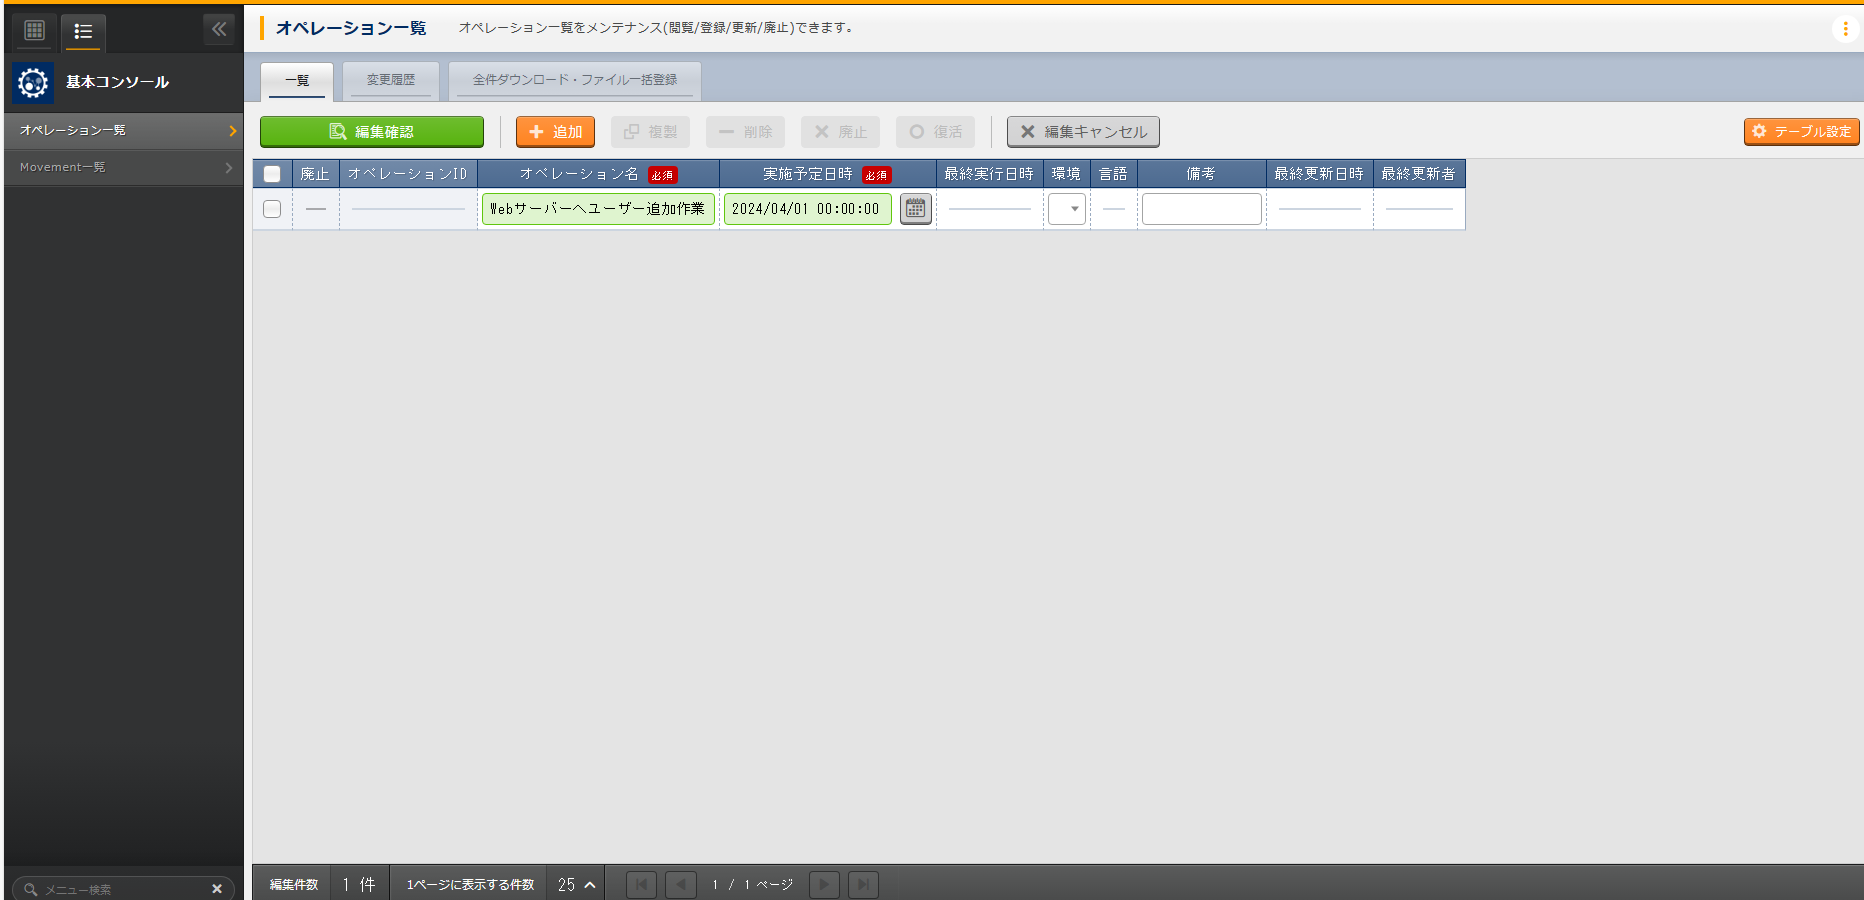 オペレーション一覧 オペレーション一覧をメンテナンス(閲覧/登録/更新/廃止)できます。
基本コンソール
オペレーション一覧
Movement一覧
一覧 変更履歴 全件ダウンロード・ファイル一括登録
編集確認 追加 複製 削除 廃止 復活 編集キャンセル テーブル設定
廃止 オペレーションID オペレーション名 必須 実施予定日時 必須 最終実行日時 環境 言語 備考 最終更新日時 最終更新者
Webサーバーへユーザー追加作業 2024/04/01 00:00:00
メニュー検索
編集件数 1 件 1ページに表示する件数 25 1 / 1 ページ